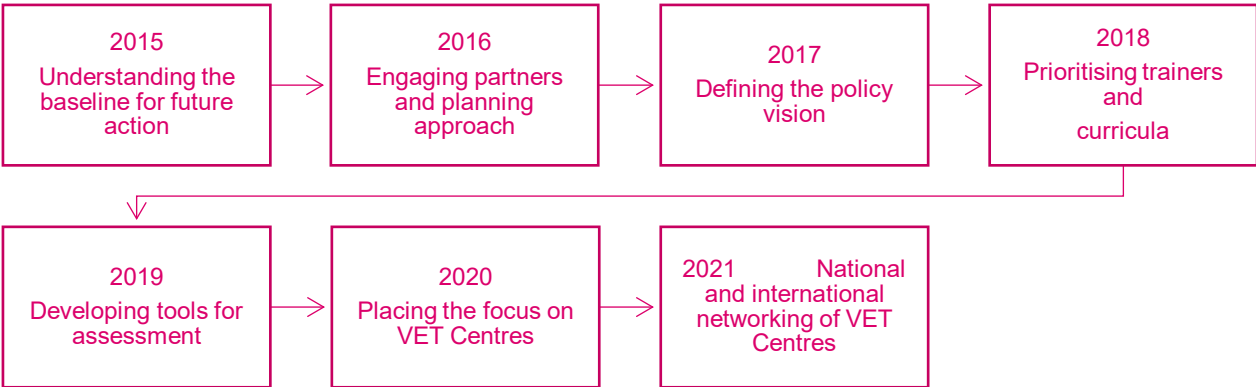 2015
Understanding the
baseline for future
action
2016
Engaging partners
and planning
approach
2017
Defining the policy
vision
2018
Prioritising trainers
and
curricula
2019
Developing tools for
assessment
2020
Placing the focus on
VET Centres
2021 National
and international
networking of VET
Centres